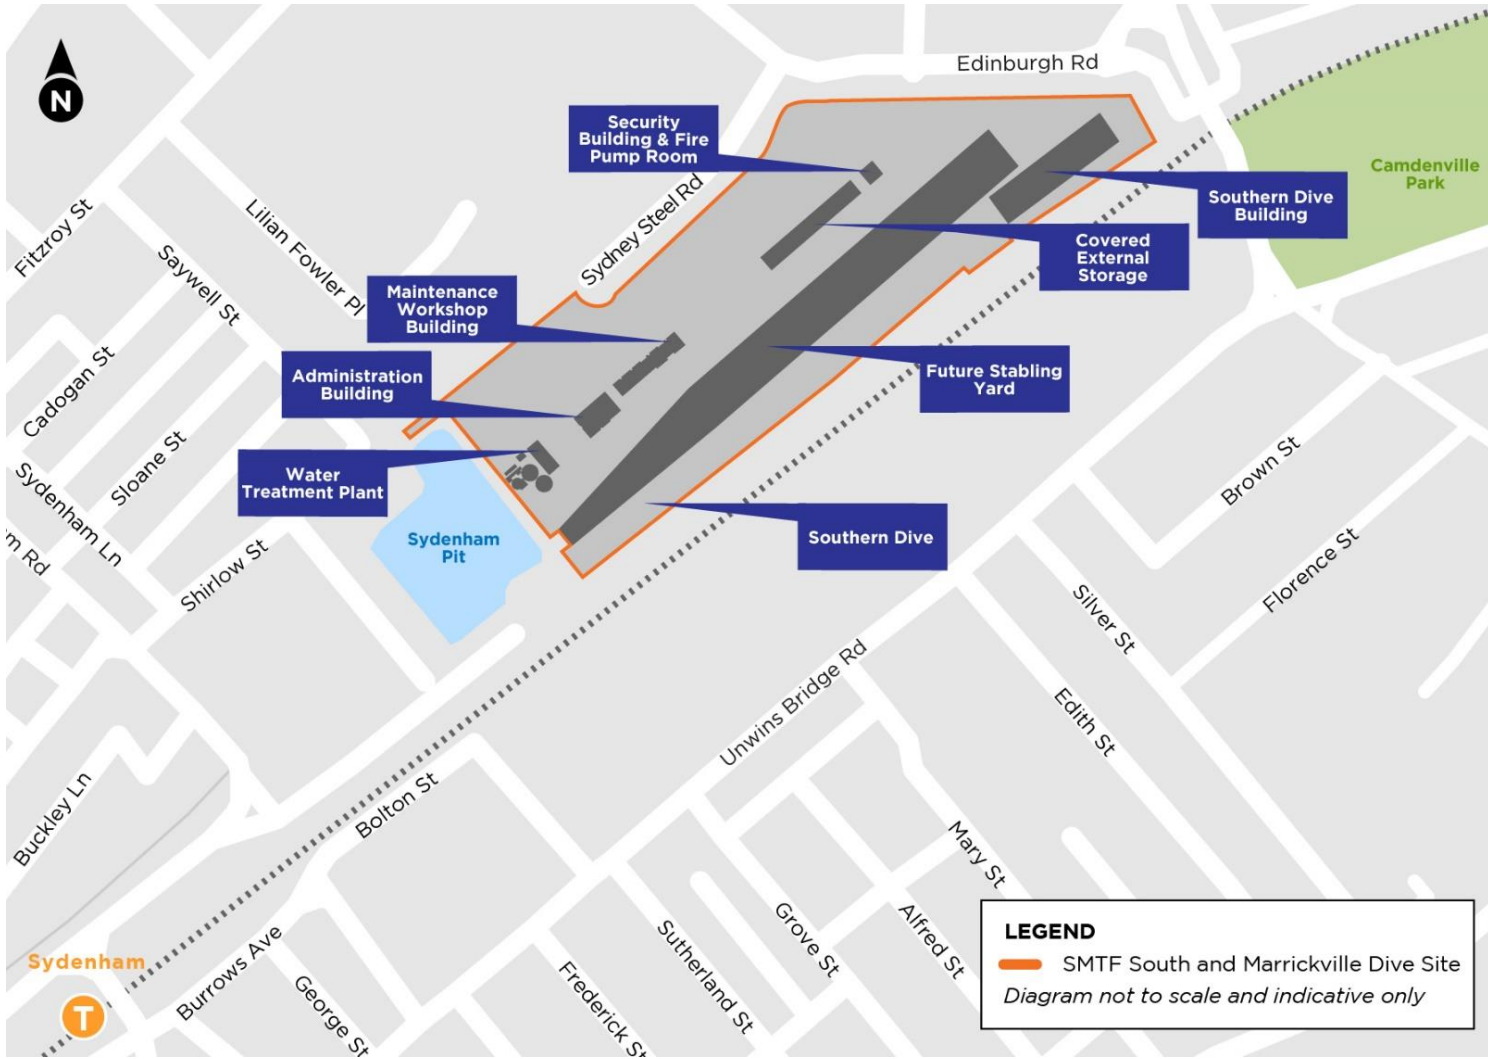 N
Edinburgh Rd
Security
Building & Fire
Pump Room
Camdenville
Park
Southern Dive
Building
Fitzroy St
Lilian Fowler Pl
Sydney Steel Rd
Saywell St
Covered
External
Storage
Maintenance
Workshop
Building
Administration
Building
Future Stabling
Yard
Cadogan St
Sloane St
Water
Treatment Plant
Brown St
Sydenham Ln
Sydenham
Pit
Southern Dive
m Rd
Shirlow St
Florence St
Silver St
Unwins Bridge Rd
Edith St
Buckley Ln
Bolton St
Mary St
Sydenham
T
Burrows Ave
George St
Frederick St
Sutherland St
Grove St
Alfred St
LEGEND
SMTF South and Marrickville Dive Site
Diagram not to scale and indicative only